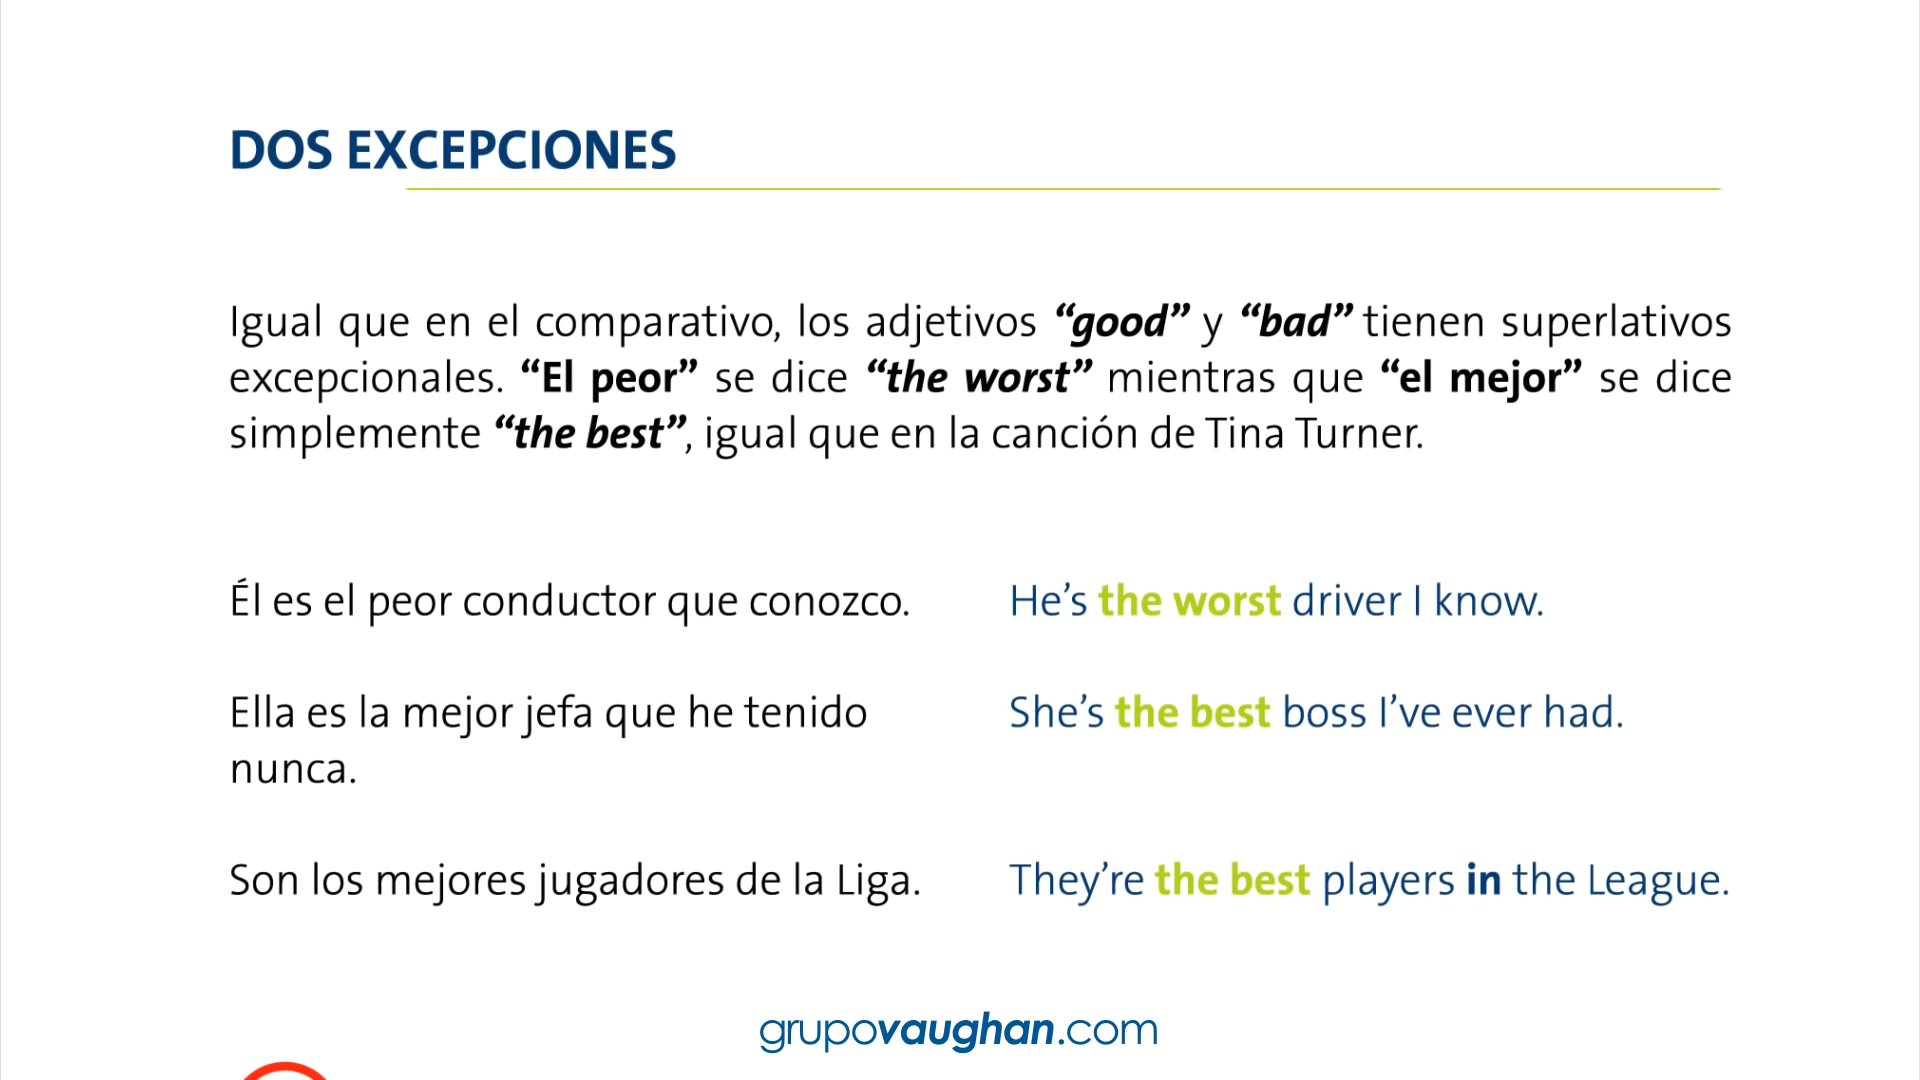 DOS EXCEPCIONES
Igual que en el comparativo, los adjetivos “good” y “bad” tienen superlativos
excepcionales. “El peor” se dice “the worst” mientras que “el mejor” se dice
simplemente “the best”, igual que en la canción de Tina Turner.
Él es el peor conductor que conozco.
He’s the worst driver I know.
Ella es la mejor jefa que he tenido
nunca.
She’s the best boss I’ve ever had.
Son los mejores jugadores de la Liga.
They’re the best players in the League.
grupovaughan.com